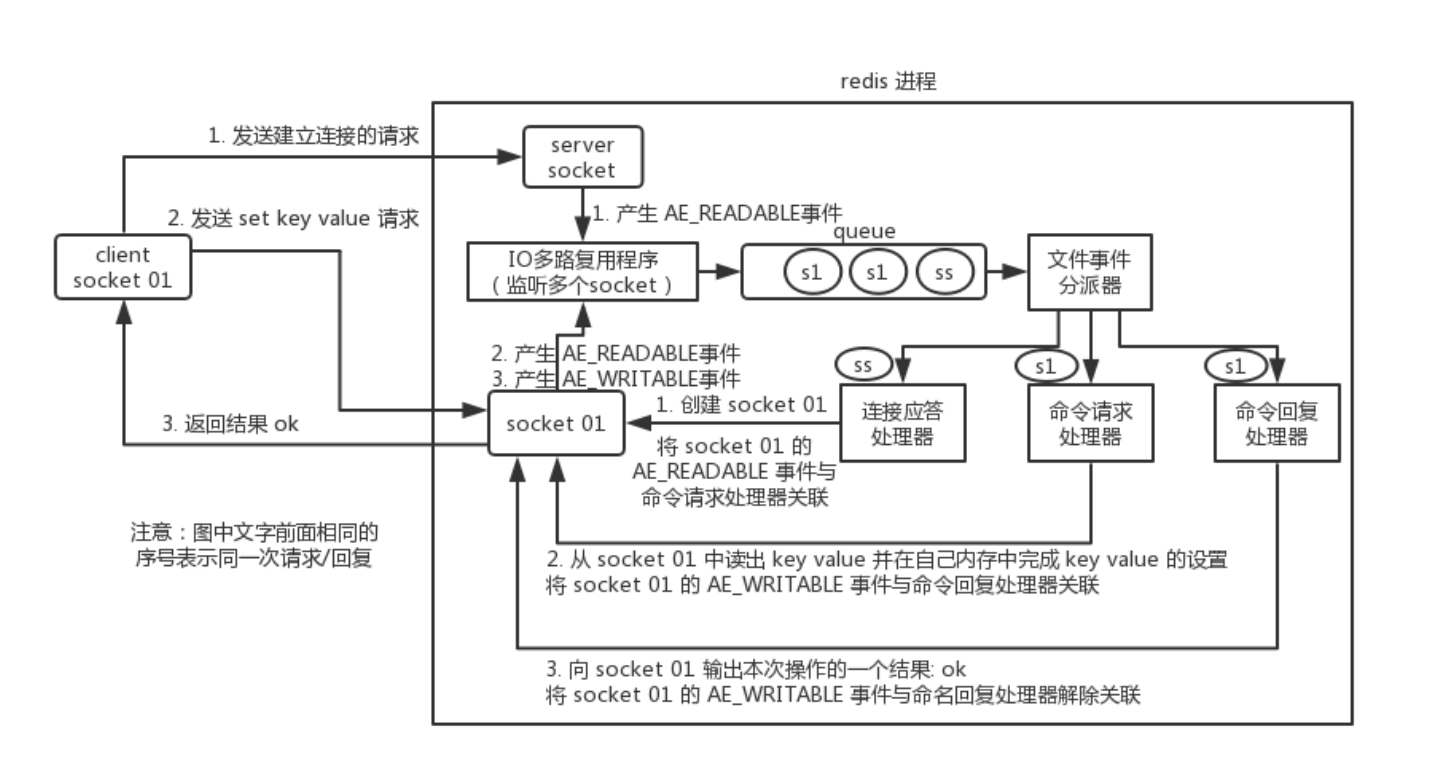 redis 进程
1. 发送建立连接的请求
server
socket
2. 发送 set key value 请求
1. 产生 AE_READABLE事件
queue
client
socket 01
IO多路复用程序
（监听多个socket）
s1
s1
ss
文件事件
分派器
2. 产生 AE_READABLE事件
3. 产生 AE_WRITABLE事件
ss
s1
s1
3. 返回结果 ok
socket 01
1. 创建 socket 01
将 socket 01 的
AE_READABLE 事件与
命令请求处理器关联
连接应答
处理器
命令请求
处理器
命令回复
处理器
注意：图中文字前面相同的
序号表示同一次请求/回复
2. 从 socket 01 中读出 key value 并在自己内存中完成 key value 的设置
将 socket 01 的 AE_WRITABLE 事件与命令回复处理器关联
3. 向 socket 01 输出本次操作的一个结果: ok
将 socket 01 的 AE_WRITABLE 事件与命名回复处理器解除关联